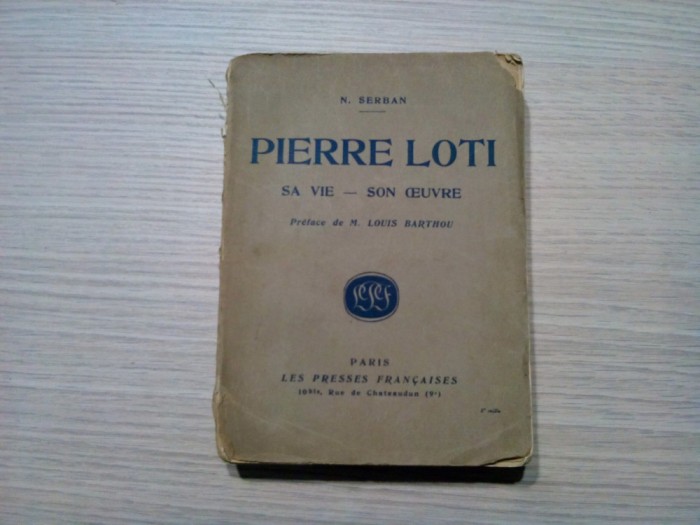 N. SERBAN
PIERRE LOTI
SA VIE — SON ŒUVRE
Préface de M. LOUIS BARTHOU
LPF
PARIS
LES PRESSES FRANÇAISES
10bis, Rue de Chateaudun (9e)